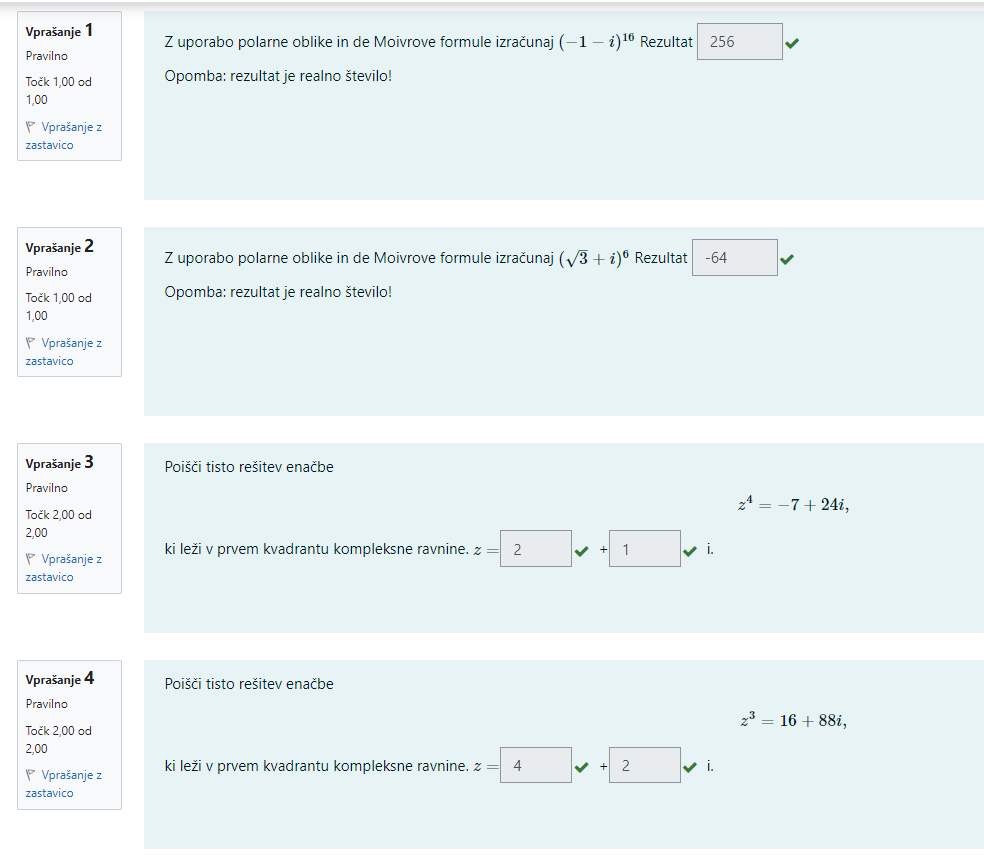 Vprašanje 1
Pravilno
Točk 1,00 od
1,00
Vprašanje z
zastavico
Z uporabo polarne oblike in de Moivrove formule izračunaj (−1 − i)^16 Rezultat 256
Opomba: rezultat je realno število!
Vprašanje 2
Pravilno
Točk 1,00 od
1,00
Vprašanje z
zastavico
Z uporabo polarne oblike in de Moivrove formule izračunaj (√3 + i)^6 Rezultat -64
Opomba: rezultat je realno število!
Vprašanje 3
Pravilno
Točk 2,00 od
2,00
Vprašanje z
zastavico
Poišči tisto rešitev enačbe
z^4 = −7 + 24i,
ki leži v prvem kvadrantu kompleksne ravnine. z = 2 + 1 i.
Vprašanje 4
Pravilno
Točk 2,00 od
2,00
Vprašanje z
zastavico
Poišči tisto rešitev enačbe
z^3 = 16 + 88i,
ki leži v prvem kvadrantu kompleksne ravnine. z = 4 + 2 i.